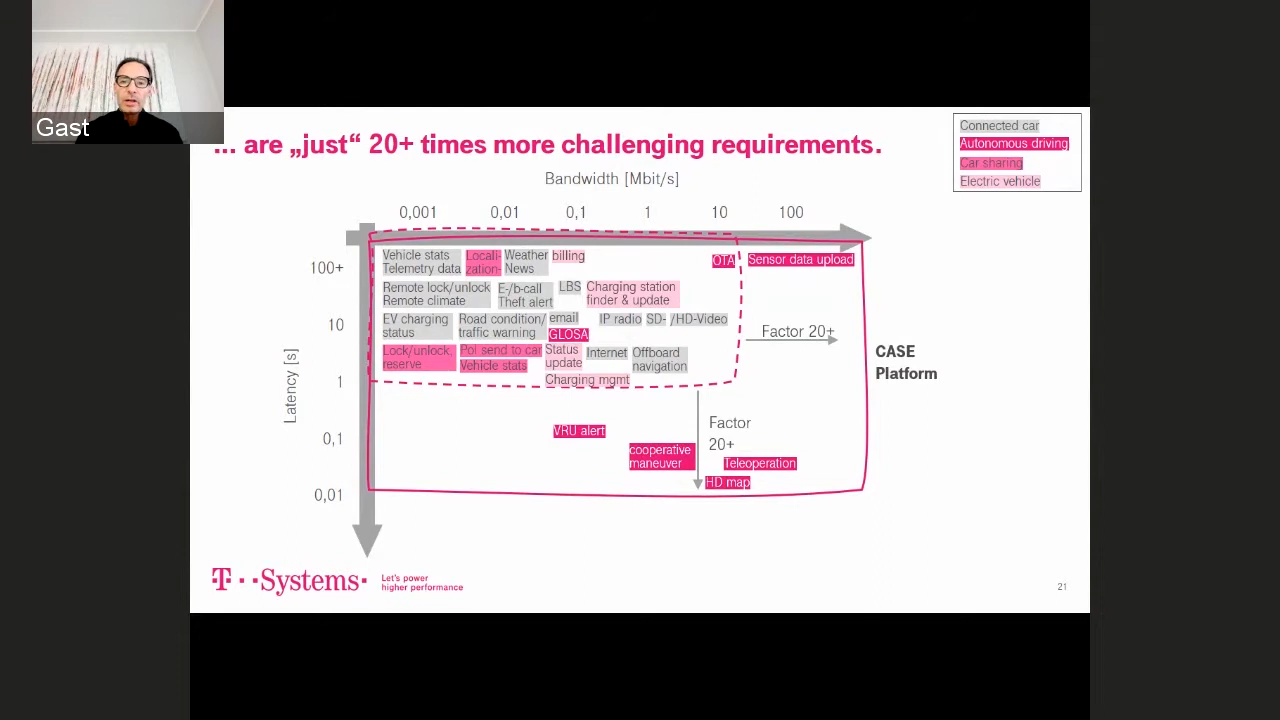 Gast
... are „just“ 20+ times more challenging requirements.
Connected car
Autonomous driving
Car sharing
Electric vehicle
Bandwidth [Mbit/s]
0,001 0,01 0,1 1 10 100
Latency [s]
100+
10
1
0,1
0,01
Vehicle stats
Telemetry data
Locali-
zation-
Weather
News
billing
OTA
Sensor data upload
Remote lock/unlock
Remote climate
E-/b-call
Theft alert
LBS
Charging station
finder & update
EV charging
status
Road condition/
traffic warning
email
GLOSA
IP radio
SD- /HD-Video
Factor 20+
Lock/unlock,
reserve
PoI send to car
Vehicle stats
Status
update
Internet
Offboard
navigation
Charging mgmt
CASE
Platform
VRU alert
Factor
20+
cooperative
maneuver
Teleoperation
HD map
T··Systems·
Let's power
higher performance
21